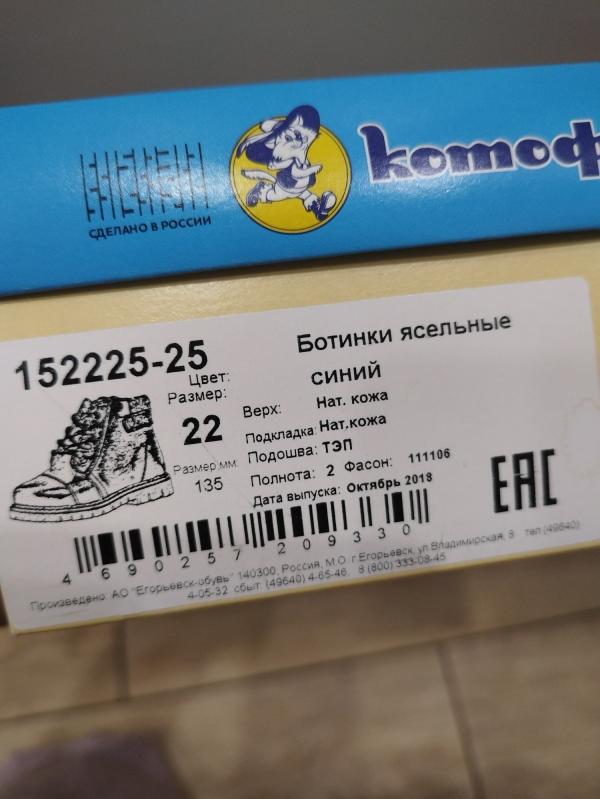 СДЕЛАНО В РОССИИ
котоф
152225-25
Ботинки ясельные
Цвет: синий
Размер: 22
Верх: Нат. кожа
Подкладка: Нат.кожа
Подошва: ТЭП
Размер.мм: 135
Полнота: 2 Фасон: 111106
Дата выпуска: Октябрь 2018
EAC
4 690257 209330
Произведено: АО "Егорьевск-обувь" 140300, Россия, М.О. г.Егорьевск, ул.Владимирская, 8 тел.(49640)
4-05-32 сбыт: (49640) 4-65-46. 8 (800) 333-08-45